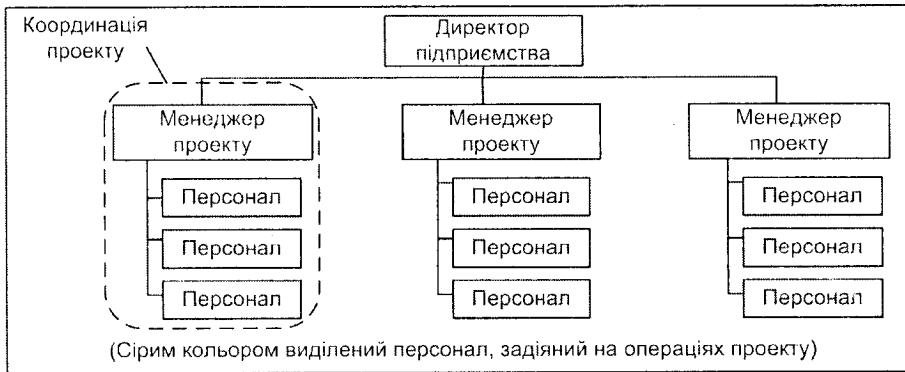 Координація
проекту
Директор
підприємства
Менеджер
проекту
Менеджер
проекту
Менеджер
проекту
Персонал
Персонал
Персонал
Персонал
Персонал
Персонал
Персонал
Персонал
Персонал
(Сірим кольором виділений персонал, задіяний на операціях проекту)